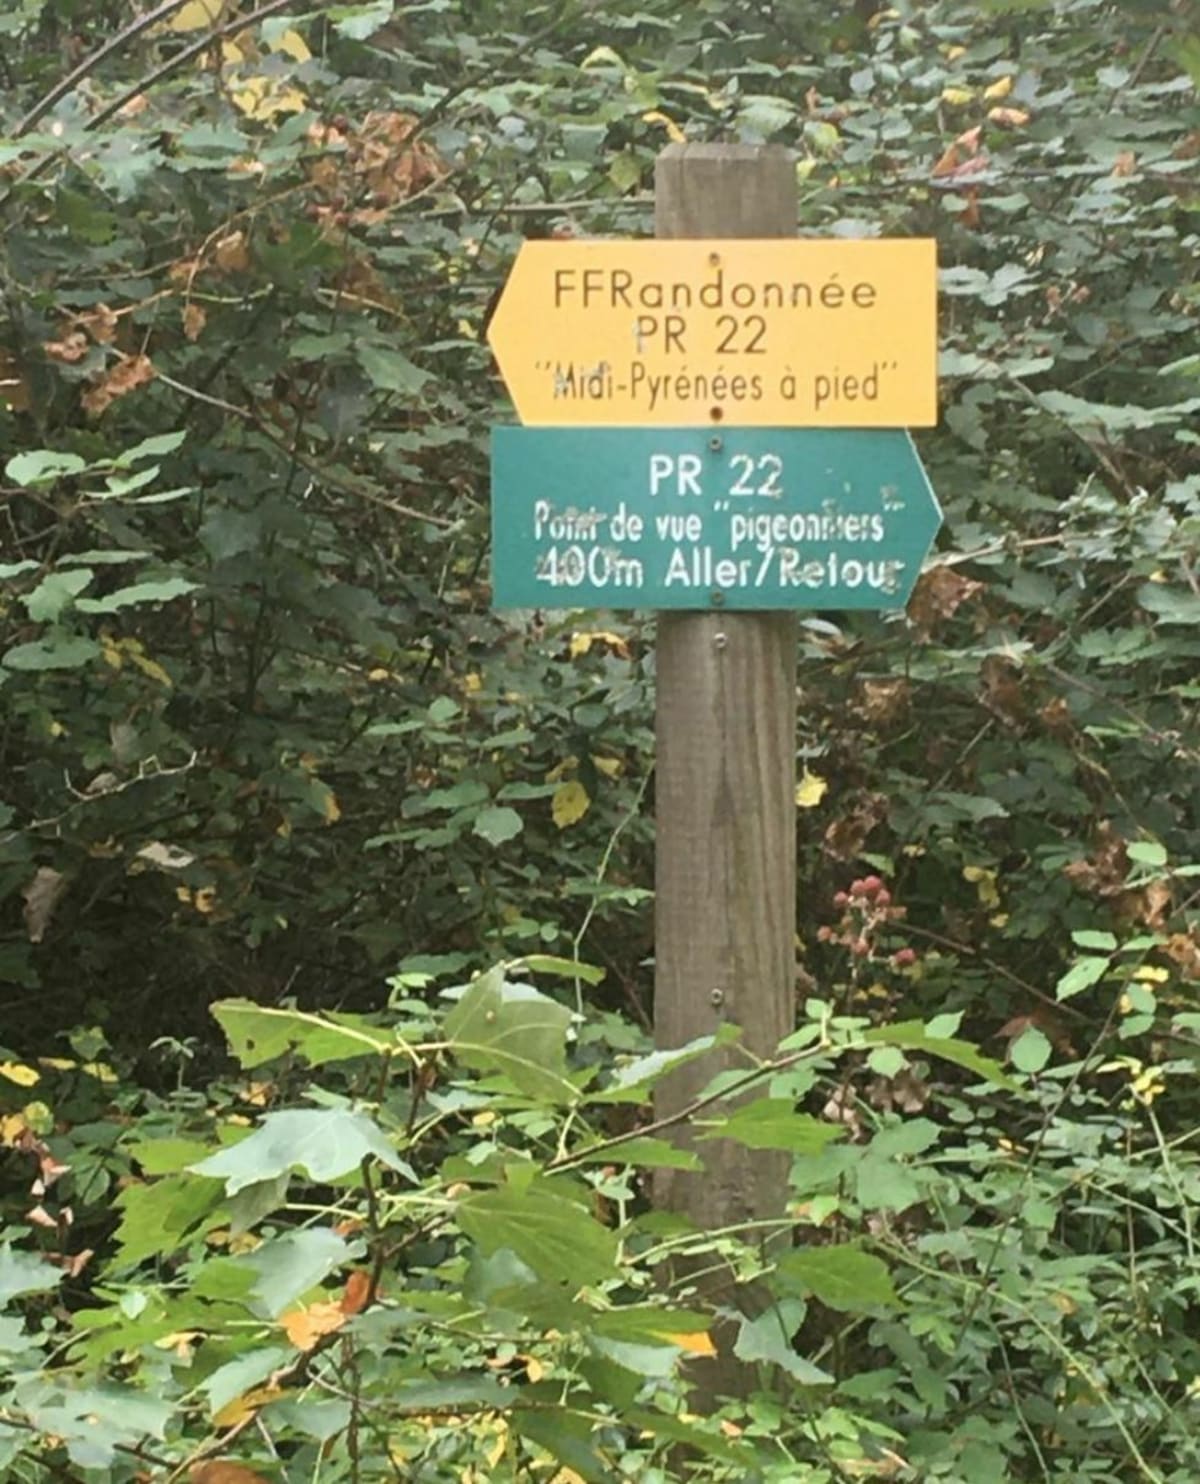 FFRandonnée
PR 22
"Midi-Pyrénées à pied"
PR 22
Point de vue "pigeonniers"
400m Aller/Retour